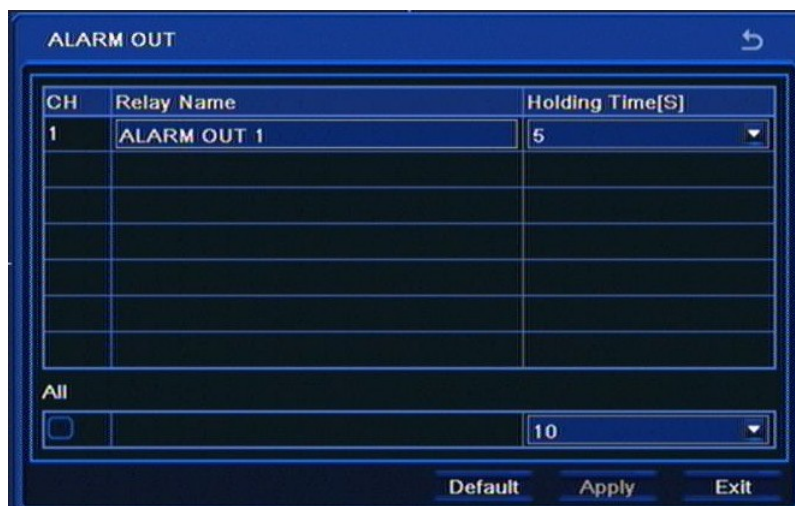 ALARM OUT
CH Relay Name Holding Time[S]
1 ALARM OUT 1 5
All
10
Default Apply Exit